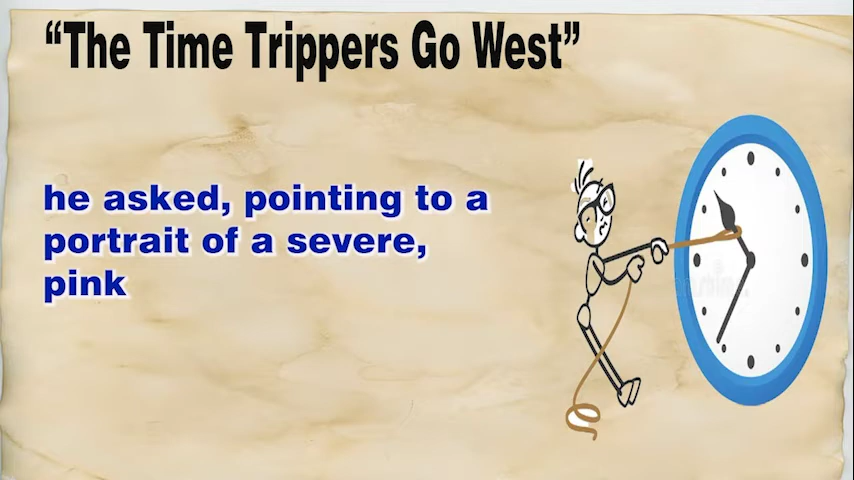 “The Time Trippers Go West”
he asked, pointing to a
portrait of a severe,
pink